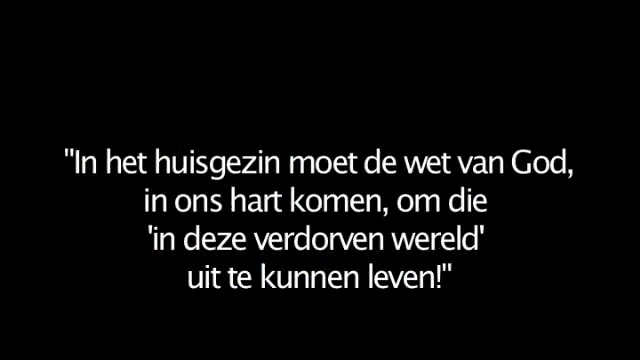 "In het huisgezin moet de wet van God,
in ons hart komen, om die
'in deze verdorven wereld'
uit te kunnen leven!"